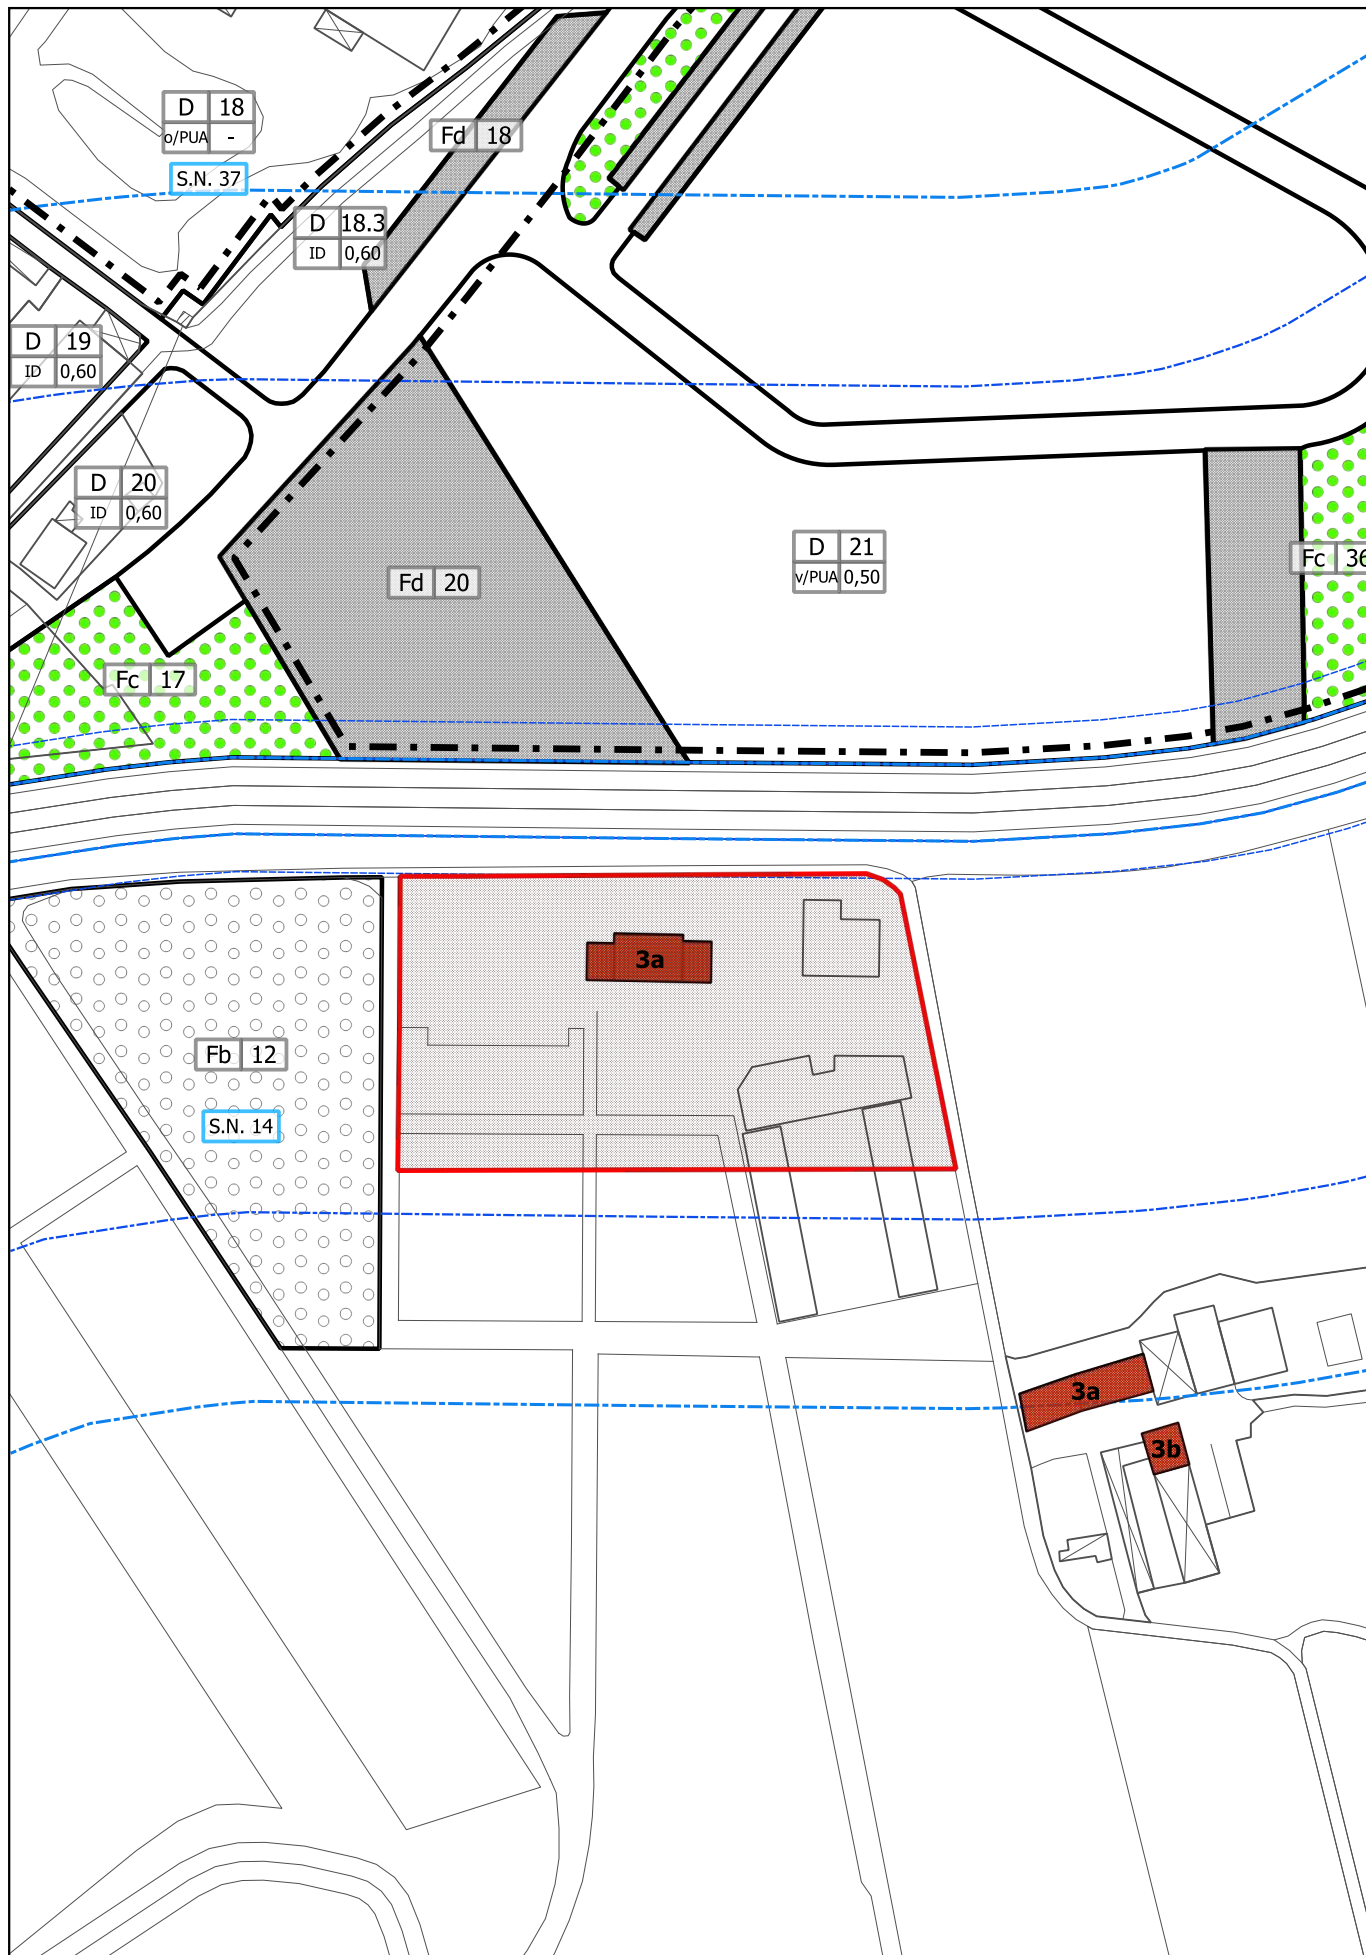 D 18
o/PUA -
S.N. 37
Fd 18
D 18.3
ID 0,60
D 19
ID 0,60
D 20
ID 0,60
D 21
v/PUA 0,50
Fc 36
Fd 20
Fc 17
3a
Fb 12
S.N. 14
3a
3b